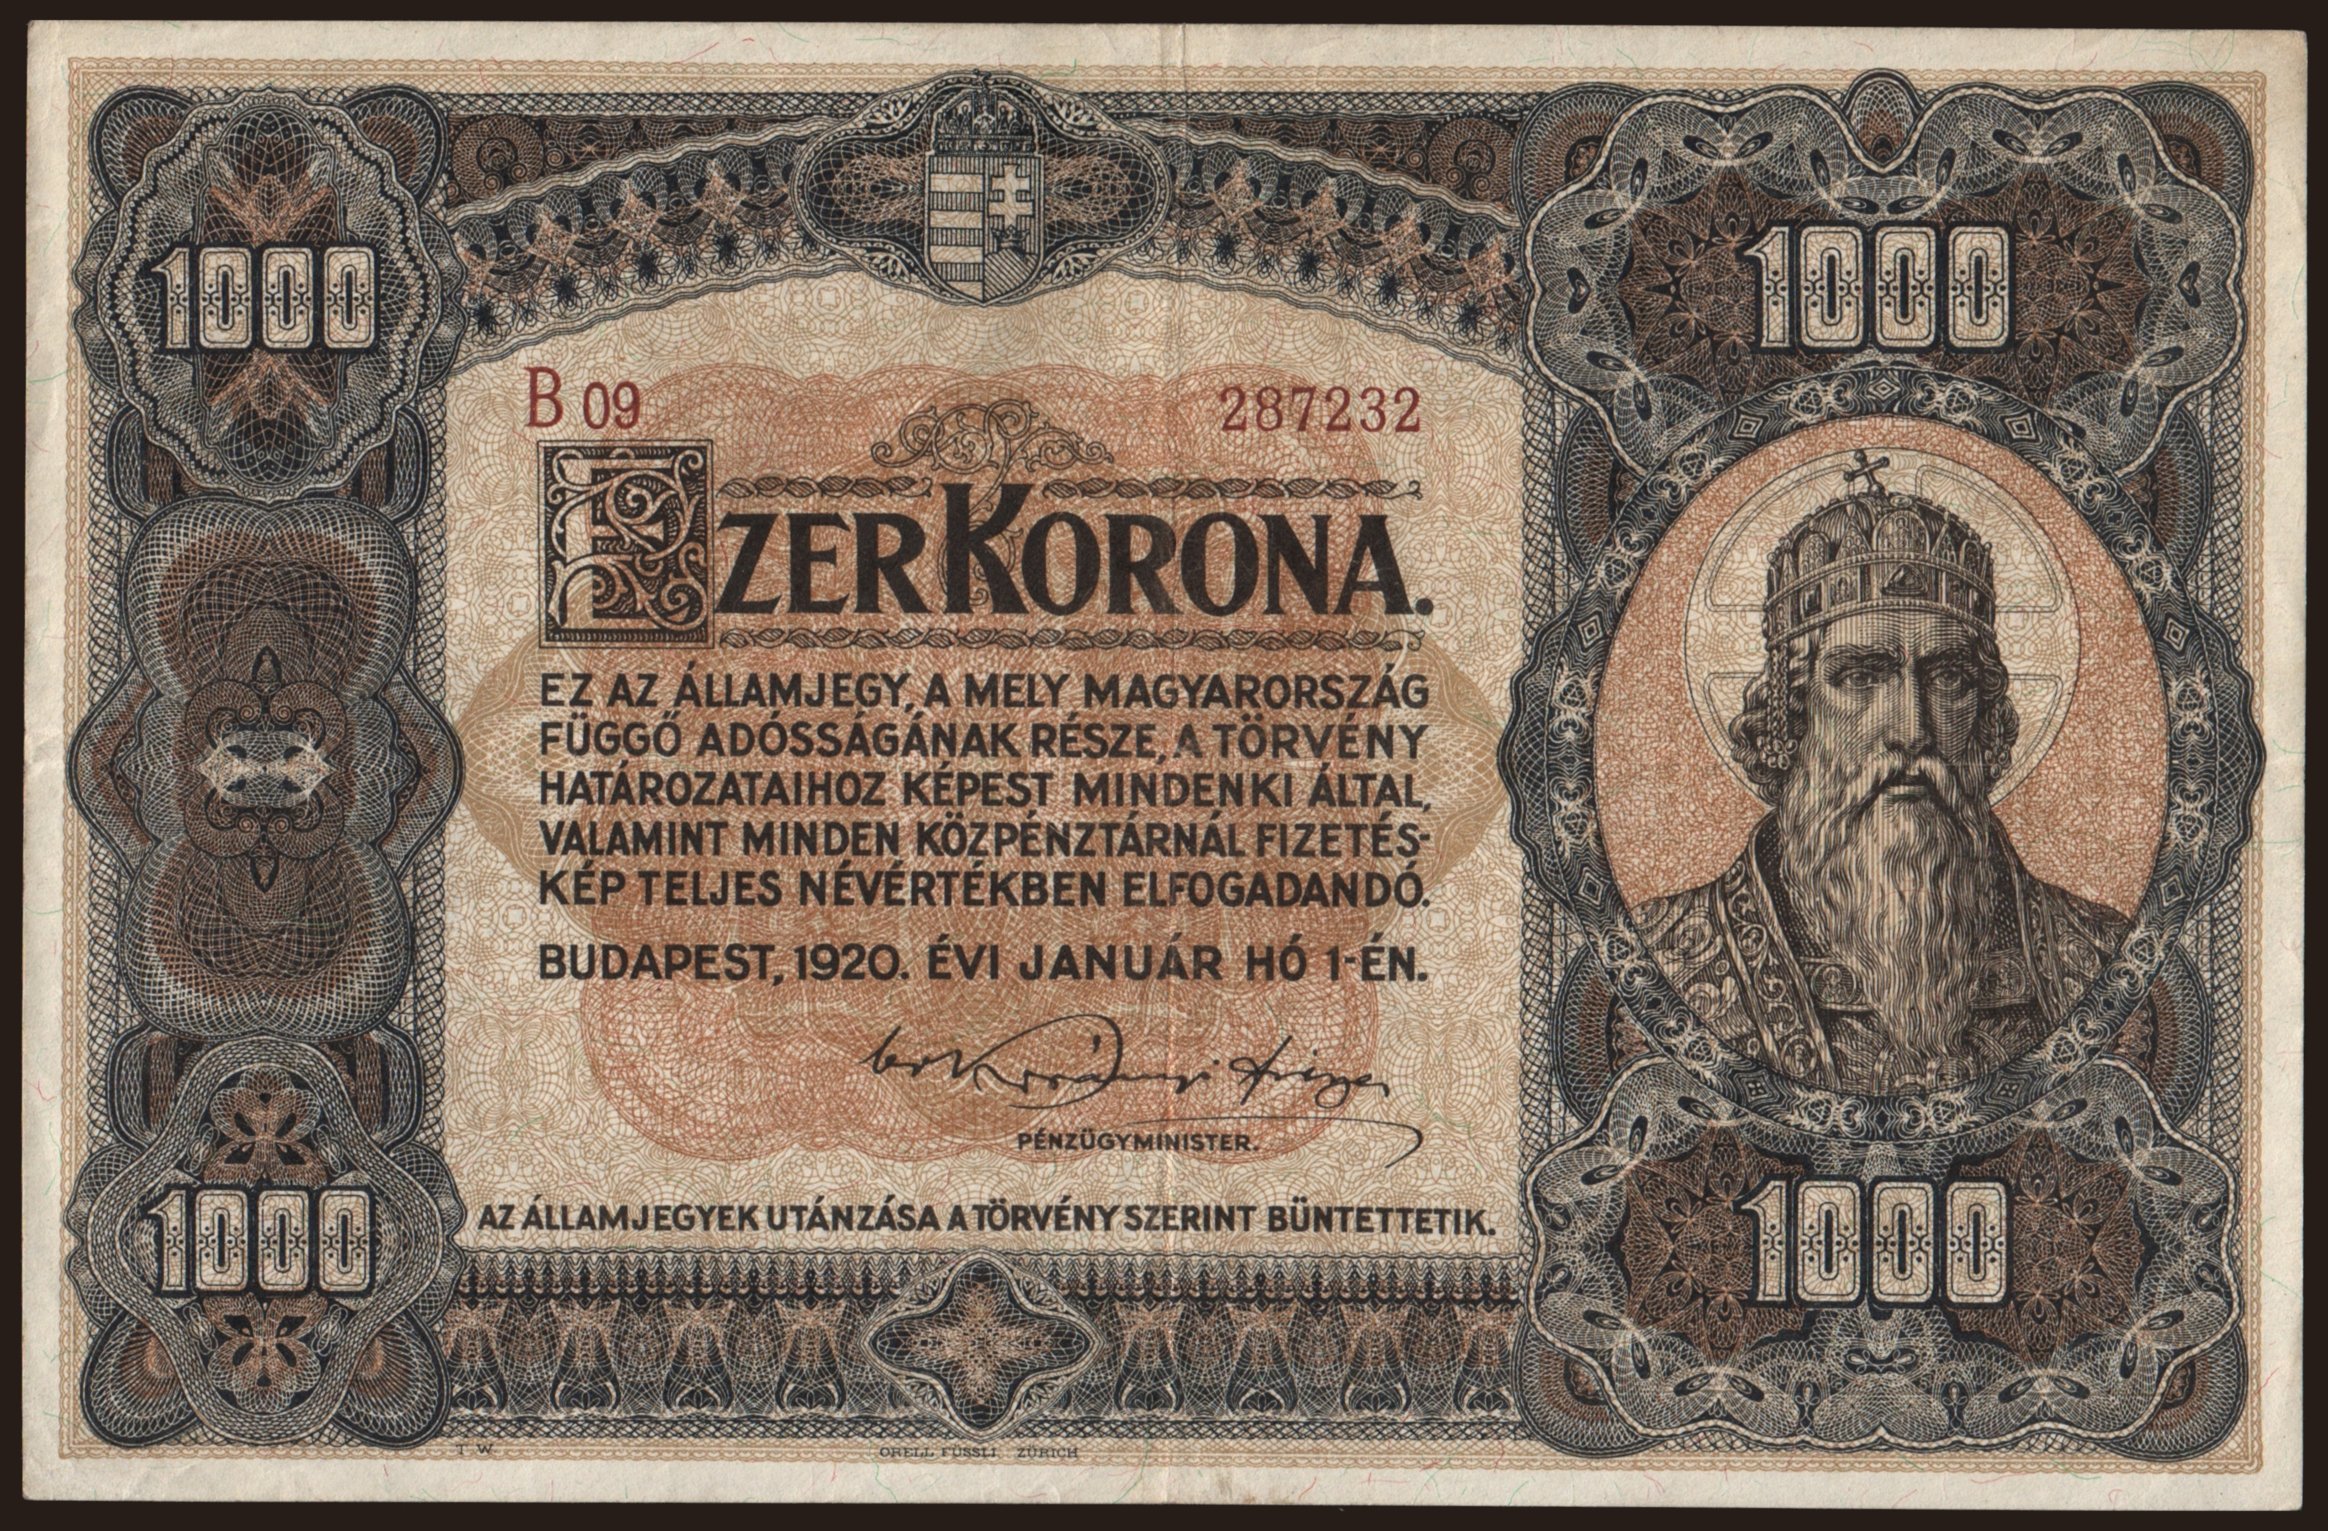 1000
1000
B 09 287232
EZER KORONA.
EZ AZ ÁLLAMJEGY, A MELY MAGYARORSZÁG
FÜGGŐ ADÓSSÁGÁNAK RÉSZE, A TÖRVÉNY
HATÁROZATAIHOZ KÉPEST MINDENKI ÁLTAL,
VALAMINT MINDEN KÖZPÉNZTÁRNÁL FIZETÉS-
KÉP TELJES NÉVÉRTÉKBEN ELFOGADANDÓ.
BUDAPEST, 1920. ÉVI JANUÁR HÓ 1-ÉN.
Korányi Frigyes
PÉNZÜGYMINISTER.
AZ ÁLLAMJEGYEK UTÁNZÁSA A TÖRVÉNY SZERINT BÜNTETTETIK.
1000
1000
T W ORELL FÜSSLI ZÜRICH